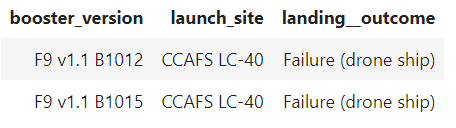 booster_version launch_site landing__outcome
F9 v1.1 B1012 CCAFS LC-40 Failure (drone ship)
F9 v1.1 B1015 CCAFS LC-40 Failure (drone ship)